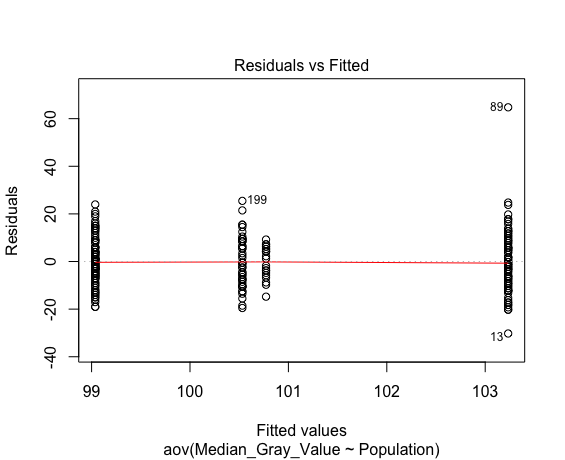 Residuals vs Fitted
Residuals
60
40
20
0
-20
-40
89
199
13
99 100 101 102 103
Fitted values
aov(Median_Gray_Value ~ Population)